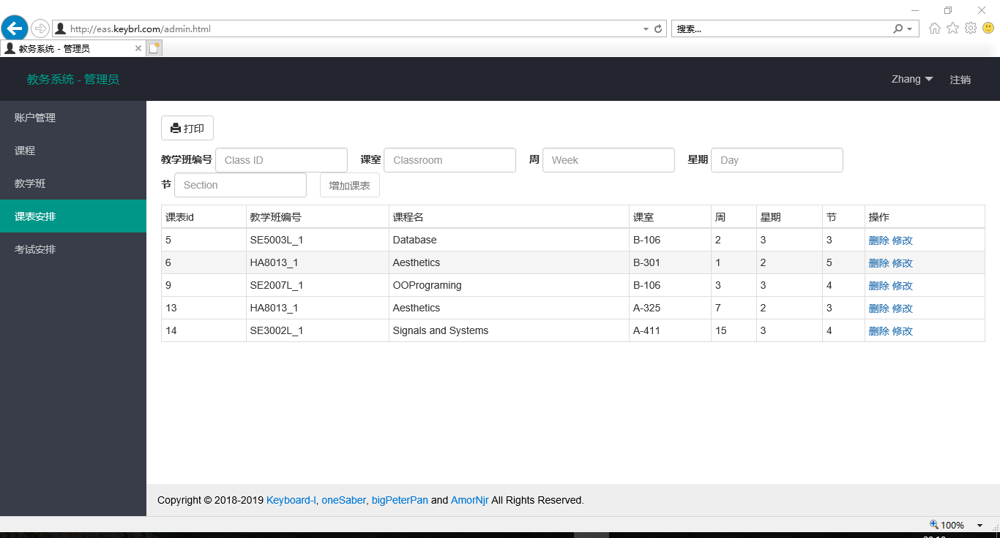 http://eas.keybrl.com/admin.html
搜索...
教务系统 - 管理员
教务系统 - 管理员
Zhang 注销
账户管理
课程
教学班
课表安排
考试安排
打印
教学班编号 Class ID 课室 Classroom 周 Week 星期 Day
节 Section 增加课表
课表id 教学班编号 课程名 课室 周 星期 节 操作
5 SE5003L_1 Database B-106 2 3 3 删除 修改
6 HA8013_1 Aesthetics B-301 1 2 5 删除 修改
9 SE2007L_1 OOPrograming B-106 3 3 4 删除 修改
13 HA8013_1 Aesthetics A-325 7 2 3 删除 修改
14 SE3002L_1 Signals and Systems A-411 15 3 4 删除 修改
Copyright © 2018-2019 Keyboard-l, oneSaber, bigPeterPan and AmorNjr All Rights Reserved.
100%